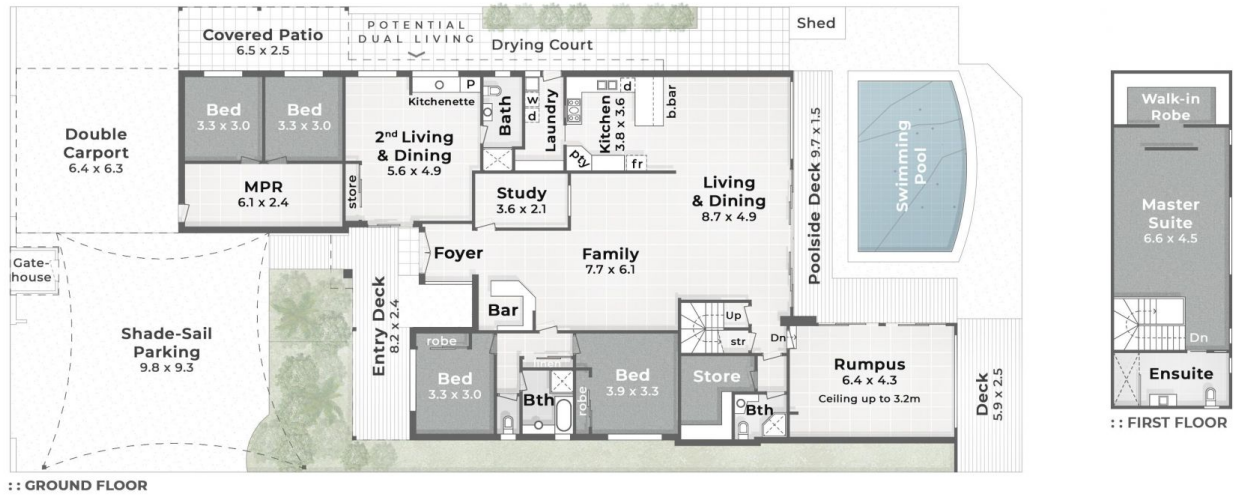 Covered Patio
6.5 x 2.5
POTENTIAL
DUAL LIVING
Drying Court
Shed
Double
Carport
6.4 x 6.3
Bed
3.3 x 3.0
Bed
3.3 x 3.0
2nd Living
& Dining
5.6 x 4.9
Kitchenette
P
Bath
w
d
Laundry
Kitchen
3.8 x 3.6
d
b.bar
pty
fr
MPR
6.1 x 2.4
store
Study
3.6 x 2.1
Living
& Dining
8.7 x 4.9
Poolside Deck 9.7 x 1.5
Swimming
Pool
Gate-
house
Foyer
Family
7.7 x 6.1
Shade-Sail
Parking
9.8 x 9.3
Entry Deck
8.2 x 2.4
Bar
Up
str
Dn
robe
Bed
3.3 x 3.0
Bth
robe
Bed
3.9 x 3.3
Store
Bth
Rumpus
6.4 x 4.3
Ceiling up to 3.2m
Deck
5.9 x 2.5
:: GROUND FLOOR
Walk-in
Robe
Master
Suite
6.6 x 4.5
Dn
Ensuite
:: FIRST FLOOR